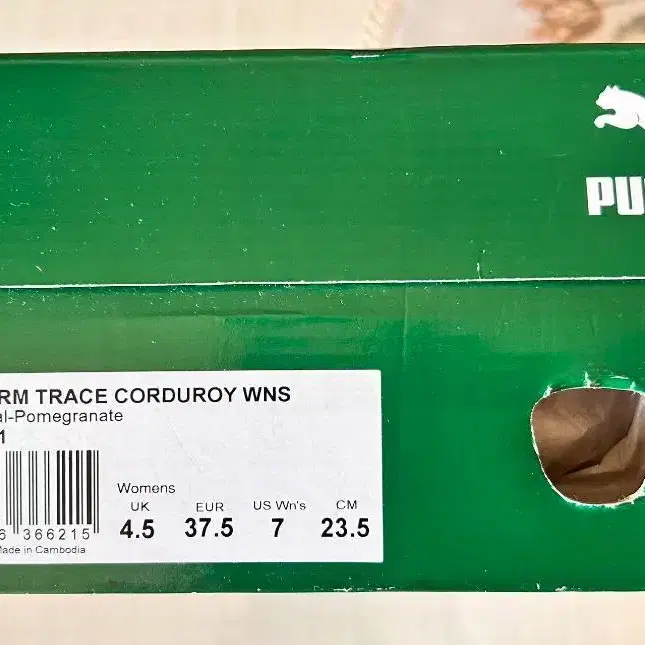 PU
RM TRACE CORDUROY WNS
al-Pomegranate
1
Womens
UK EUR US Wn's CM
4.5 37.5 7 23.5
6 366215
Made in Cambodia